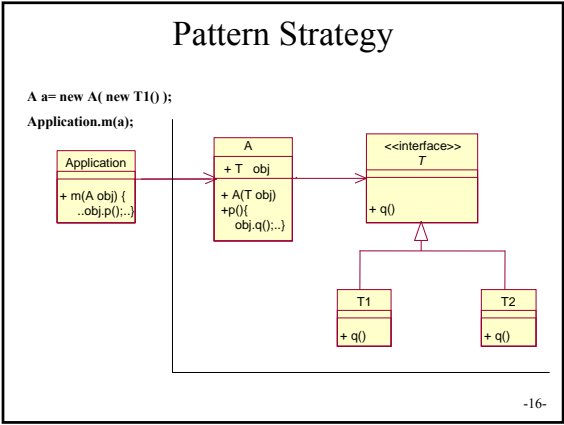 Pattern Strategy
A a= new A( new T1() );
Application.m(a);
Application
+ m(A obj) {
..obj.p();..}
A
+ T obj
+ A(T obj)
+p(){
obj.q();..}
<<interface>>
T
+ q()
T1
+ q()
T2
+ q()
-16-